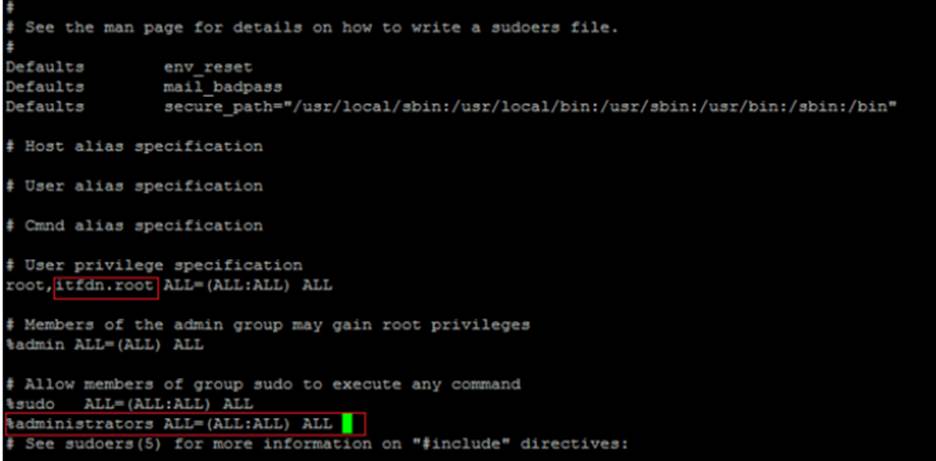 #
# See the man page for details on how to write a sudoers file.
#
Defaults        env_reset
Defaults        mail_badpass
Defaults        secure_path="/usr/local/sbin:/usr/local/bin:/usr/sbin:/usr/bin:/sbin:/bin"
# Host alias specification
# User alias specification
# Cmnd alias specification
# User privilege specification
root,itfdn.root ALL=(ALL:ALL) ALL
# Members of the admin group may gain root privileges
%admin ALL=(ALL) ALL
# Allow members of group sudo to execute any command
%sudo   ALL=(ALL:ALL) ALL
%administrators ALL=(ALL:ALL) ALL
# See sudoers(5) for more information on "#include" directives: